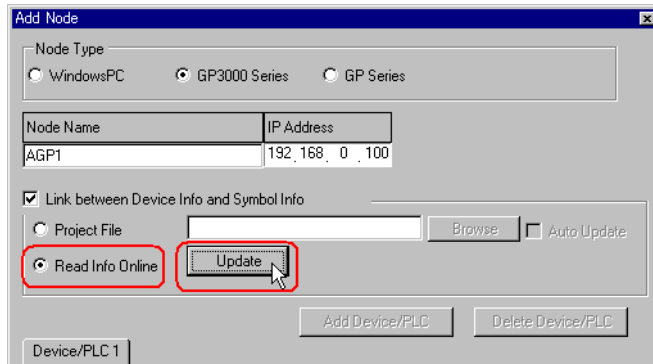 Add Node
Node Type
WindowsPC GP3000 Series GP Series
Node Name IP Address
AGP1 192 . 168 . 0 . 100
Link between Device Info and Symbol Info
Project File Browse Auto Update
Read Info Online Update
Add Device/PLC Delete Device/PLC
Device/PLC 1